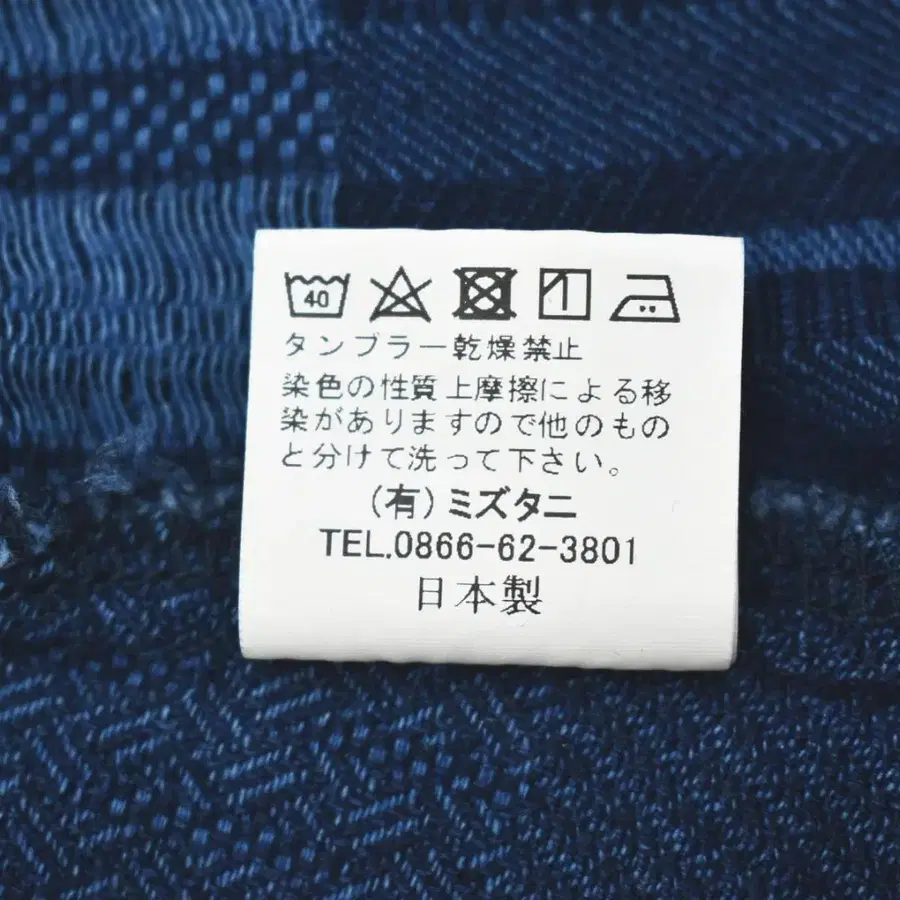 40
タンブラー乾燥禁止
染色の性質上摩擦による移
染がありますので他のもの
と分けて洗って下さい。
(有)ミズタニ
TEL.0866-62-3801
日本製